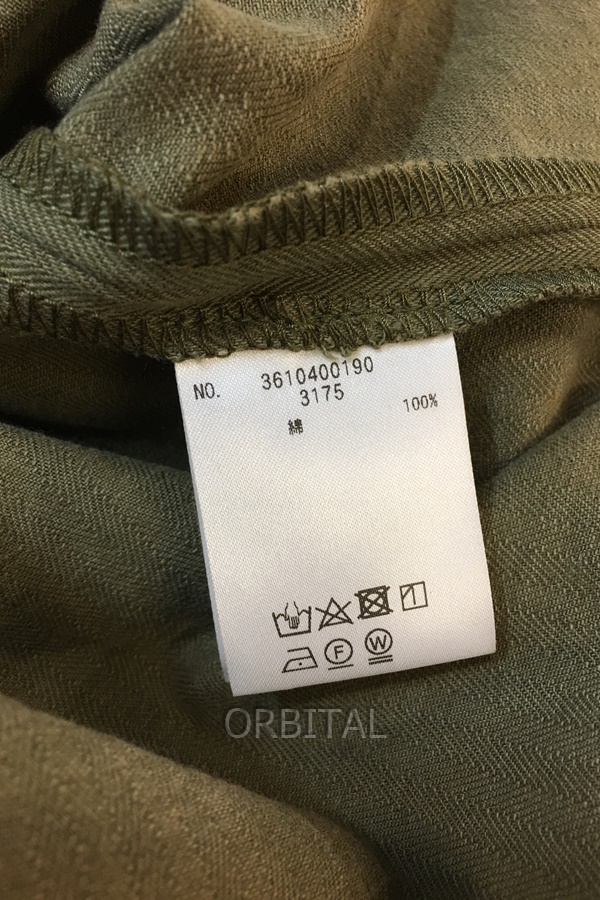 NO. 3610400190
3175
綿 100%
F W
ORBITAL